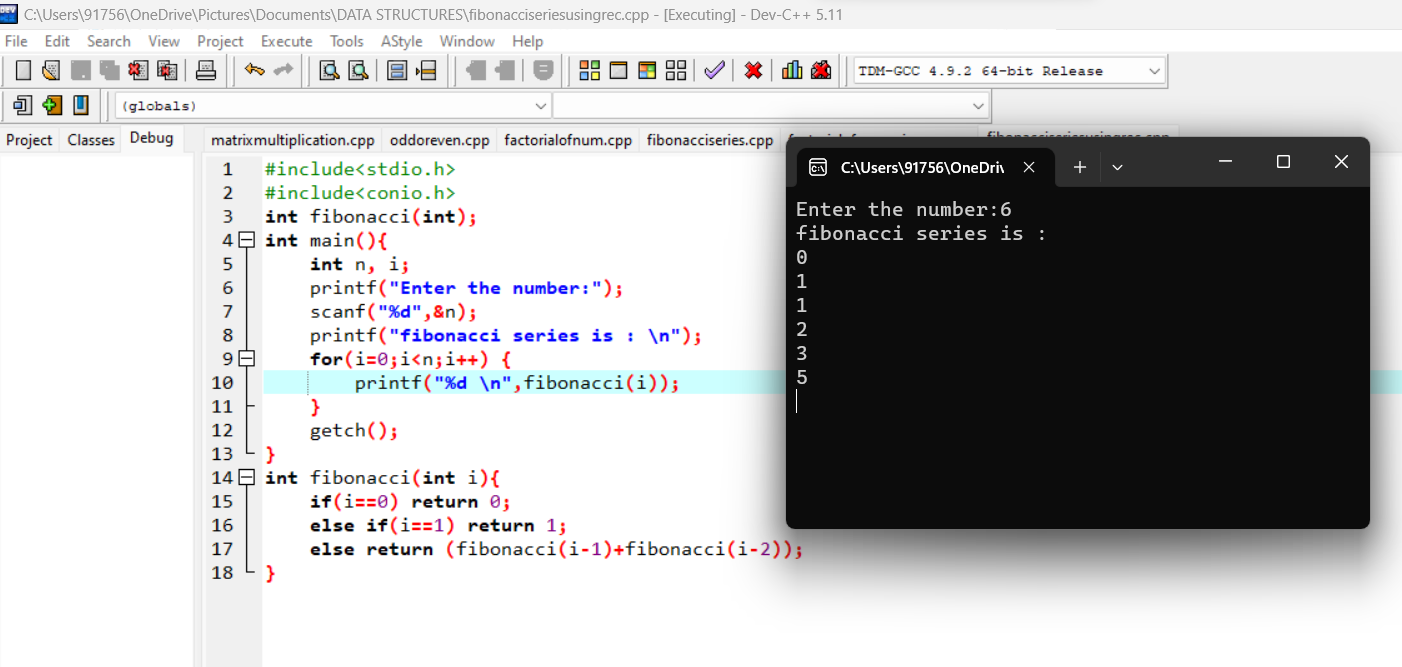 C:\Users\91756\OneDrive\Pictures\Documents\DATA STRUCTURES\fibonacciseriesusingrec.cpp - [Executing] - Dev-C++ 5.11
File Edit Search View Project Execute Tools AStyle Window Help
TDM-GCC 4.9.2 64-bit Release
(globals)
Project Classes Debug
matrixmultiplication.cpp oddoreven.cpp factorialofnum.cpp fibonacciseries.cpp
1 #include<stdio.h>
2 #include<conio.h>
3 int fibonacci(int);
4 int main(){
5 int n, i;
6 printf("Enter the number:");
7 scanf("%d",&n);
8 printf("fibonacci series is : \n");
9 for(i=0;i<n;i++) {
10 printf("%d \n",fibonacci(i));
11 }
12 getch();
13 }
14 int fibonacci(int i){
15 if(i==0) return 0;
16 else if(i==1) return 1;
17 else return (fibonacci(i-1)+fibonacci(i-2));
18 }
C:\Users\91756\OneDriv
Enter the number:6
fibonacci series is :
0
1
1
2
3
5